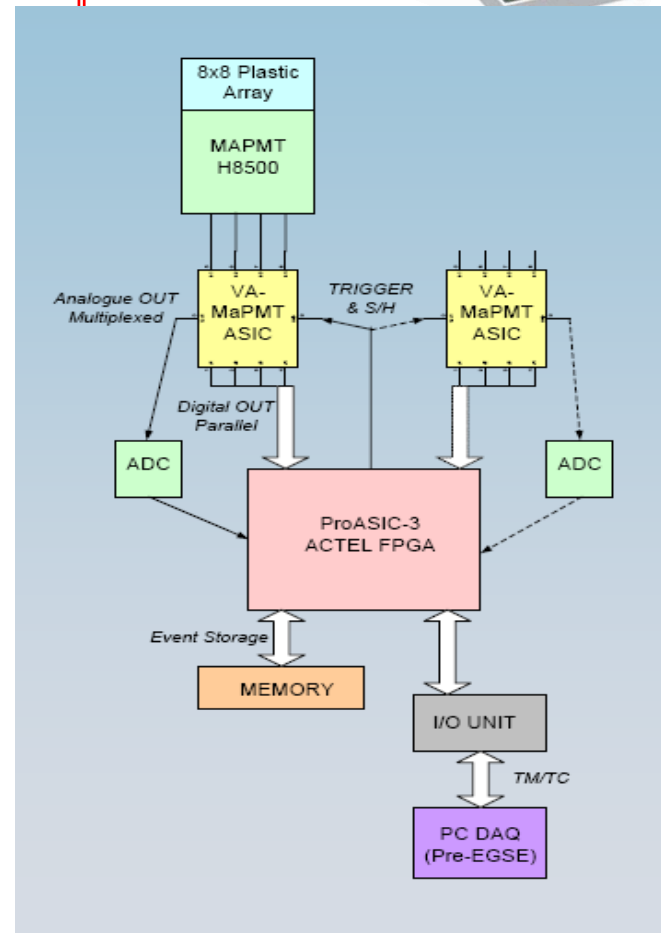 8x8 Plastic
Array
MAPMT
H8500
Analogue OUT
Multiplexed
VA-
MaPMT
ASIC
TRIGGER
& S/H
VA-
MaPMT
ASIC
Digital OUT
Parallel
ADC
ADC
ProASIC-3
ACTEL FPGA
Event Storage
MEMORY
I/O UNIT
TM/TC
PC DAQ
(Pre-EGSE)